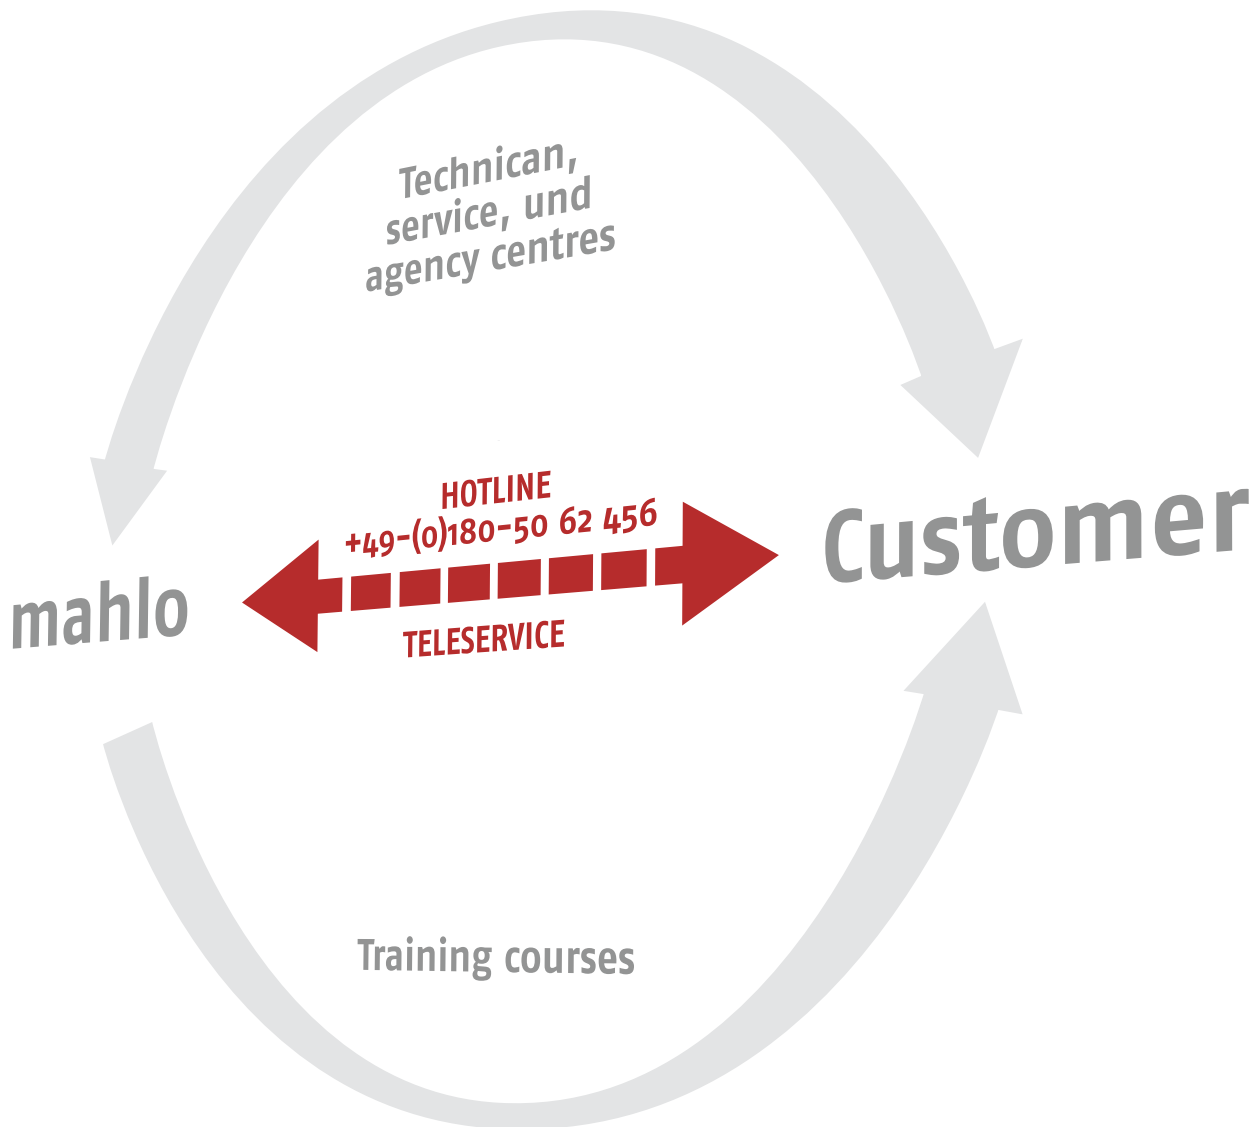 Technican,
service, und
agency centres
HOTLINE
+49-(0)180-50 62 456
mahlo
Customer
TELESERVICE
Training courses